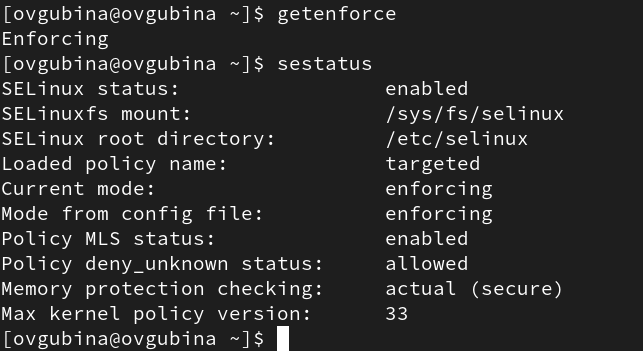 [ovgubina@ovgubina ~]$ getenforce
Enforcing
[ovgubina@ovgubina ~]$ sestatus
SELinux status:                 enabled
SELinuxfs mount:                /sys/fs/selinux
SELinux root directory:         /etc/selinux
Loaded policy name:             targeted
Current mode:                   enforcing
Mode from config file:          enforcing
Policy MLS status:              enabled
Policy deny_unknown status:     allowed
Memory protection checking:     actual (secure)
Max kernel policy version:      33
[ovgubina@ovgubina ~]$